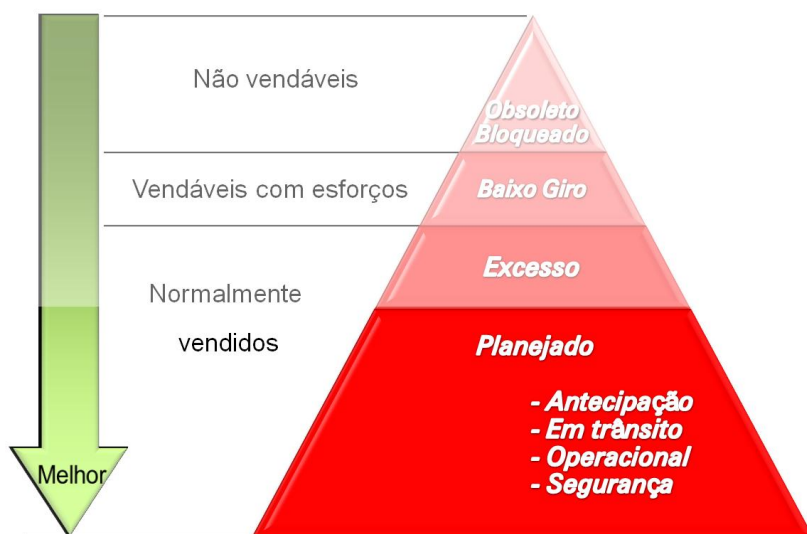 Não vendáveis
Obsoleto
Bloqueado
Vendáveis com esforços
Baixo Giro
Excesso
Normalmente
vendidos
Planejado
- Antecipação
- Em trânsito
- Operacional
- Segurança
Melhor